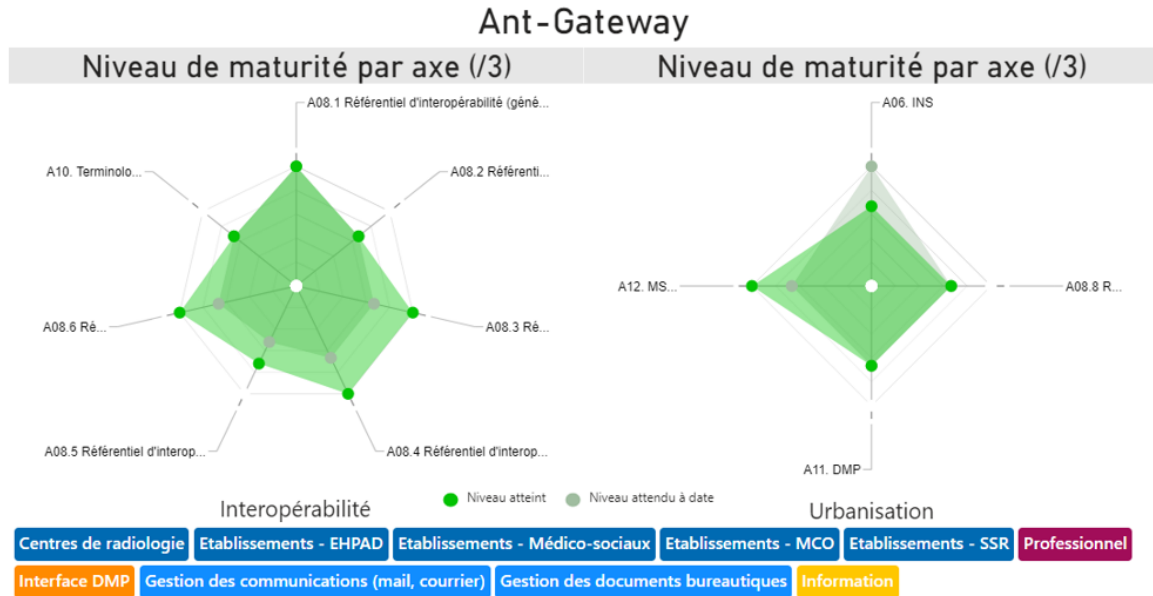 Ant-Gateway
Niveau de maturité par axe (/3)
A08.1 Référentiel d'interopérabilité (géné...
A10. Terminolo...
A08.2 Référenti...
A08.6 Ré...
A08.3 Ré...
A08.5 Référentiel d'interop...
A08.4 Référentiel d'interop...
Interopérabilité
Niveau de maturité par axe (/3)
A06. INS
A12. MS...
A08.8 R...
A11. DMP
Urbanisation
Niveau atteint
Niveau attendu à date
Centres de radiologie
Etablissements - EHPAD
Etablissements - Médico-sociaux
Etablissements - MCO
Etablissements - SSR
Professionnel
Interface DMP
Gestion des communications (mail, courrier)
Gestion des documents bureautiques
Information